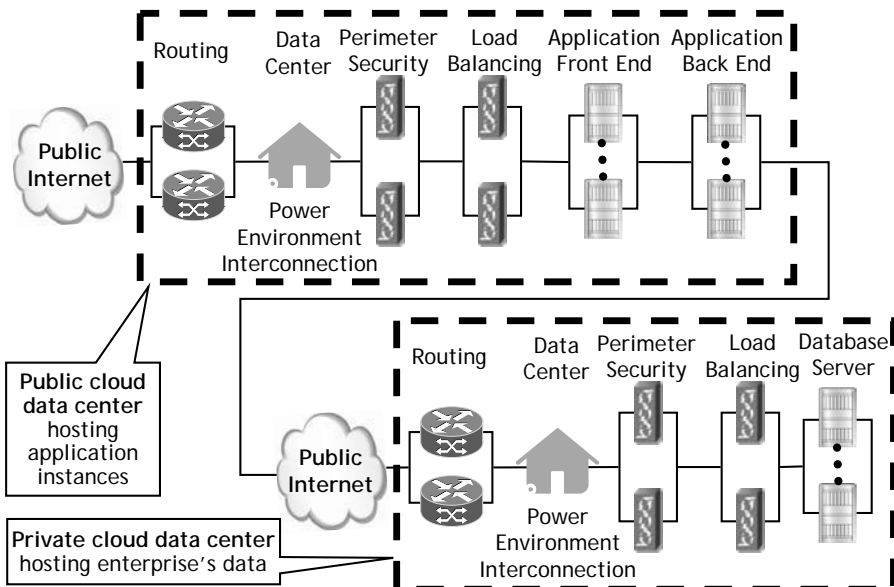 Routing
Data
Center
Perimeter
Security
Load
Balancing
Application
Front End
Application
Back End
Public
Internet
Power
Environment
Interconnection
Public cloud
data center
hosting
application
instances
Routing
Data
Center
Perimeter
Security
Load
Balancing
Database
Server
Public
Internet
Power
Environment
Interconnection
Private cloud data center
hosting enterprise's data